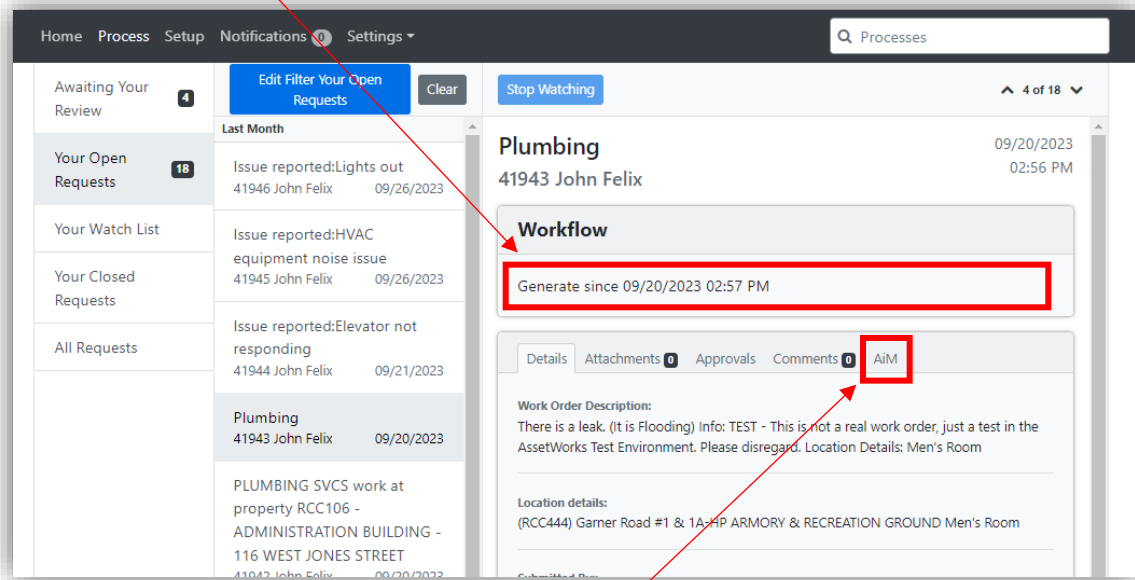 Home Process Setup Notifications 0 Settings
Processes
Awaiting Your
Review
4
Your Open
Requests
18
Your Watch List
Your Closed
Requests
All Requests
Edit Filter Your Open
Requests
Clear
Last Month
Issue reported:Lights out
41946 John Felix 09/26/2023
Issue reported:HVAC
equipment noise issue
41945 John Felix 09/26/2023
Issue reported:Elevator not
responding
41944 John Felix 09/21/2023
Plumbing
41943 John Felix 09/20/2023
PLUMBING SVCS work at
property RCC106 -
ADMINISTRATION BUILDING -
116 WEST JONES STREET
41942 John Felix 09/20/2023
Stop Watching
4 of 18
Plumbing
09/20/2023
41943 John Felix
02:56 PM
Workflow
Generate since 09/20/2023 02:57 PM
Details Attachments 0 Approvals Comments 0 AiM
Work Order Description:
There is a leak. (It is Flooding) Info: TEST - This is not a real work order, just a test in the
AssetWorks Test Environment. Please disregard. Location Details: Men's Room
Location details:
(RCC444) Garner Road #1 & 1A-HP ARMORY & RECREATION GROUND Men's Room
Submitted By: